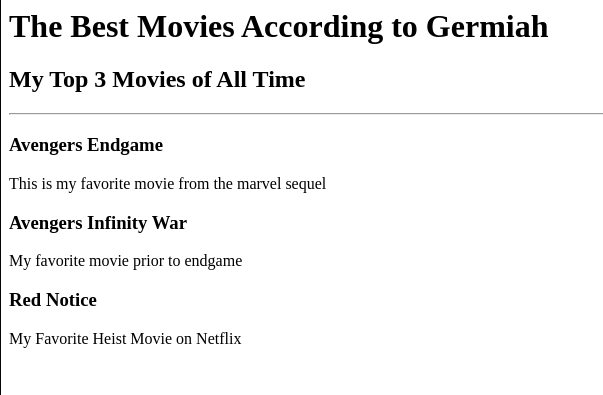 The Best Movies According to Germiah
My Top 3 Movies of All Time
Avengers Endgame
This is my favorite movie from the marvel sequel
Avengers Infinity War
My favorite movie prior to endgame
Red Notice
My Favorite Heist Movie on Netflix